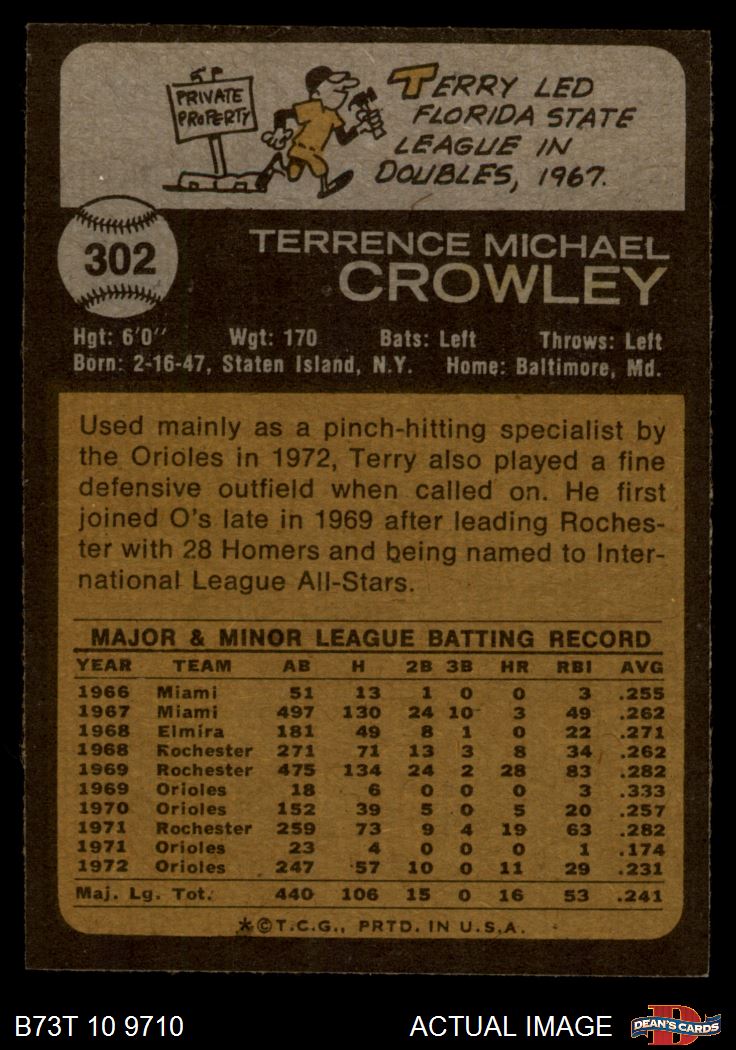 PRIVATE
PROPERTY
TERRY LED
FLORIDA STATE
LEAGUE IN
DOUBLES, 1967.
302
TERRENCE MICHAEL
CROWLEY
Hgt: 6'0" Wgt: 170 Bats: Left Throws: Left
Born: 2-16-47, Staten Island, N.Y. Home: Baltimore, Md.
Used mainly as a pinch-hitting specialist by
the Orioles in 1972, Terry also played a fine
defensive outfield when called on. He first
joined O's late in 1969 after leading Roches-
ter with 28 Homers and being named to Inter-
national League All-Stars.
MAJOR & MINOR LEAGUE BATTING RECORD
YEAR TEAM AB H 2B 3B HR RBI AVG
1966 Miami 51 13 1 0 0 3 .255
1967 Miami 497 130 24 10 3 49 .262
1968 Elmira 181 49 8 1 0 22 .271
1968 Rochester 271 71 13 3 8 34 .262
1969 Rochester 475 134 24 2 28 83 .282
1969 Orioles 18 6 0 0 0 3 .333
1970 Orioles 152 39 5 0 5 20 .257
1971 Rochester 259 73 9 4 19 63 .282
1971 Orioles 23 4 0 0 0 1 .174
1972 Orioles 247 57 10 0 11 29 .231
Maj. Lg. Tot. 440 106 15 0 16 53 .241
*©T.C.G., PRTD. IN U.S.A.
B73T 10 9710 ACTUAL IMAGE
D
DEAN'S CARDS